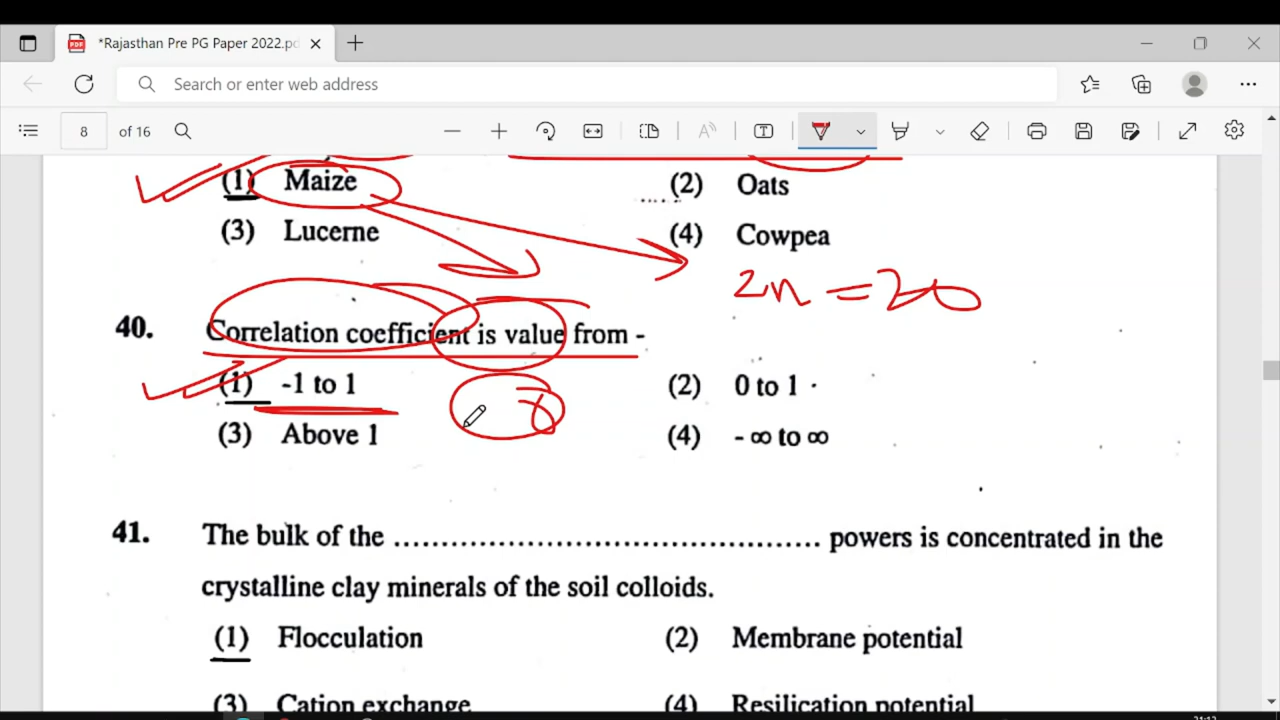 *Rajasthan Pre PG Paper 2022.pd
Search or enter web address
8 of 16
(1) Maize (2) Oats
(3) Lucerne (4) Cowpea
2n = 20
40. Correlation coefficient is value from -
(1) -1 to 1 (2) 0 to 1
(3) Above 1 (4) - ∞ to ∞
41. The bulk of the ............................................ powers is concentrated in the
crystalline clay minerals of the soil colloids.
(1) Flocculation (2) Membrane potential
(3) Cation exchange (4) Resilication potential